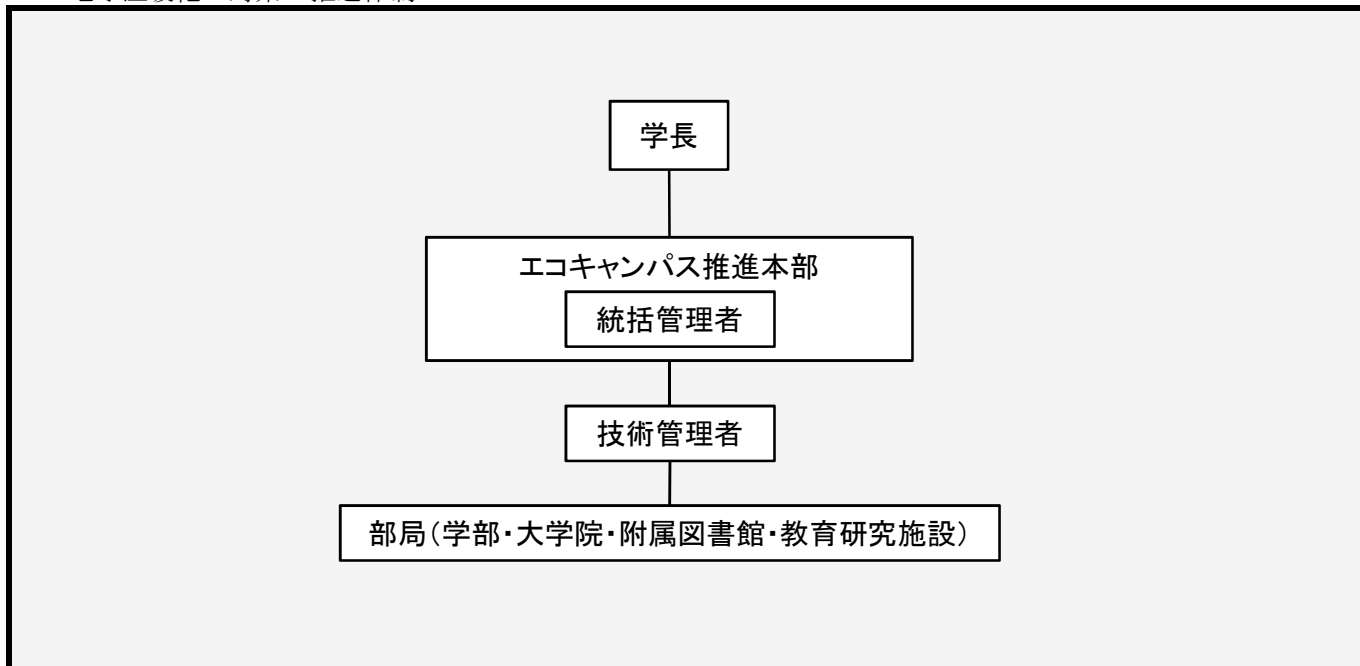 学長
エコキャンパス推進本部
統括管理者
技術管理者
部局(学部・大学院・附属図書館・教育研究施設)